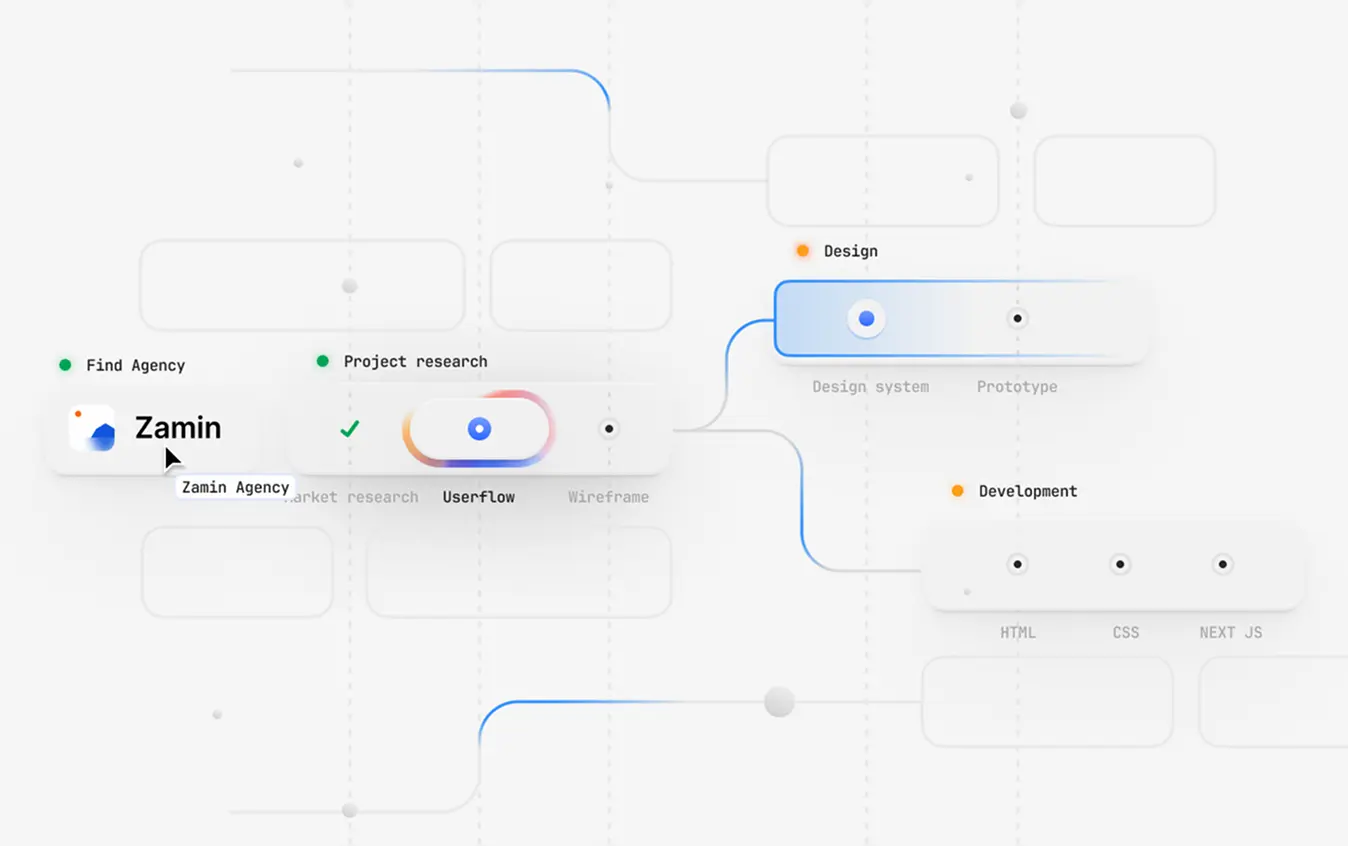 Design
Design system
Prototype
Find Agency
Zamin
Zamin Agency
Project research
arket research
Userflow
Wireframe
Development
HTML
CSS
NEXT JS